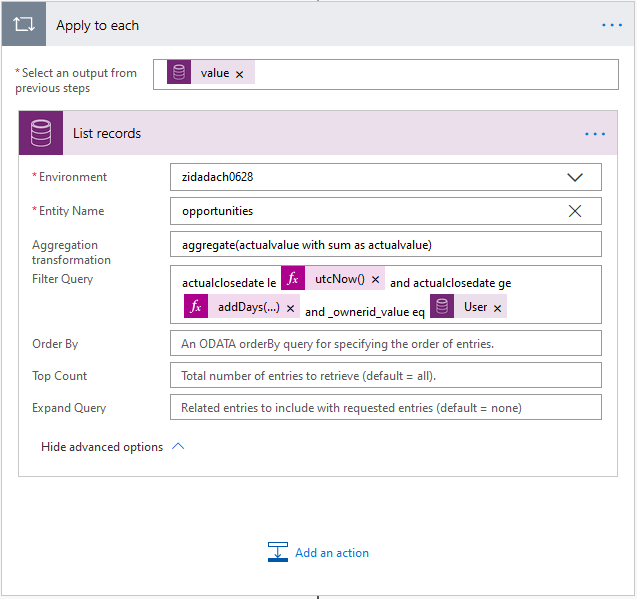 Apply to each
* Select an output from
previous steps
value ×
List records
* Environment
zidadach0628
* Entity Name
opportunities
Aggregation
transformation
aggregate(actualvalue with sum as actualvalue)
Filter Query
actualclosedate le fx utcNow() × and actualclosedate ge
fx addDays(...) × and _ownerid_value eq User ×
Order By
An ODATA orderBy query for specifying the order of entries.
Top Count
Total number of entries to retrieve (default = all).
Expand Query
Related entries to include with requested entries (default = none)
Hide advanced options
Add an action